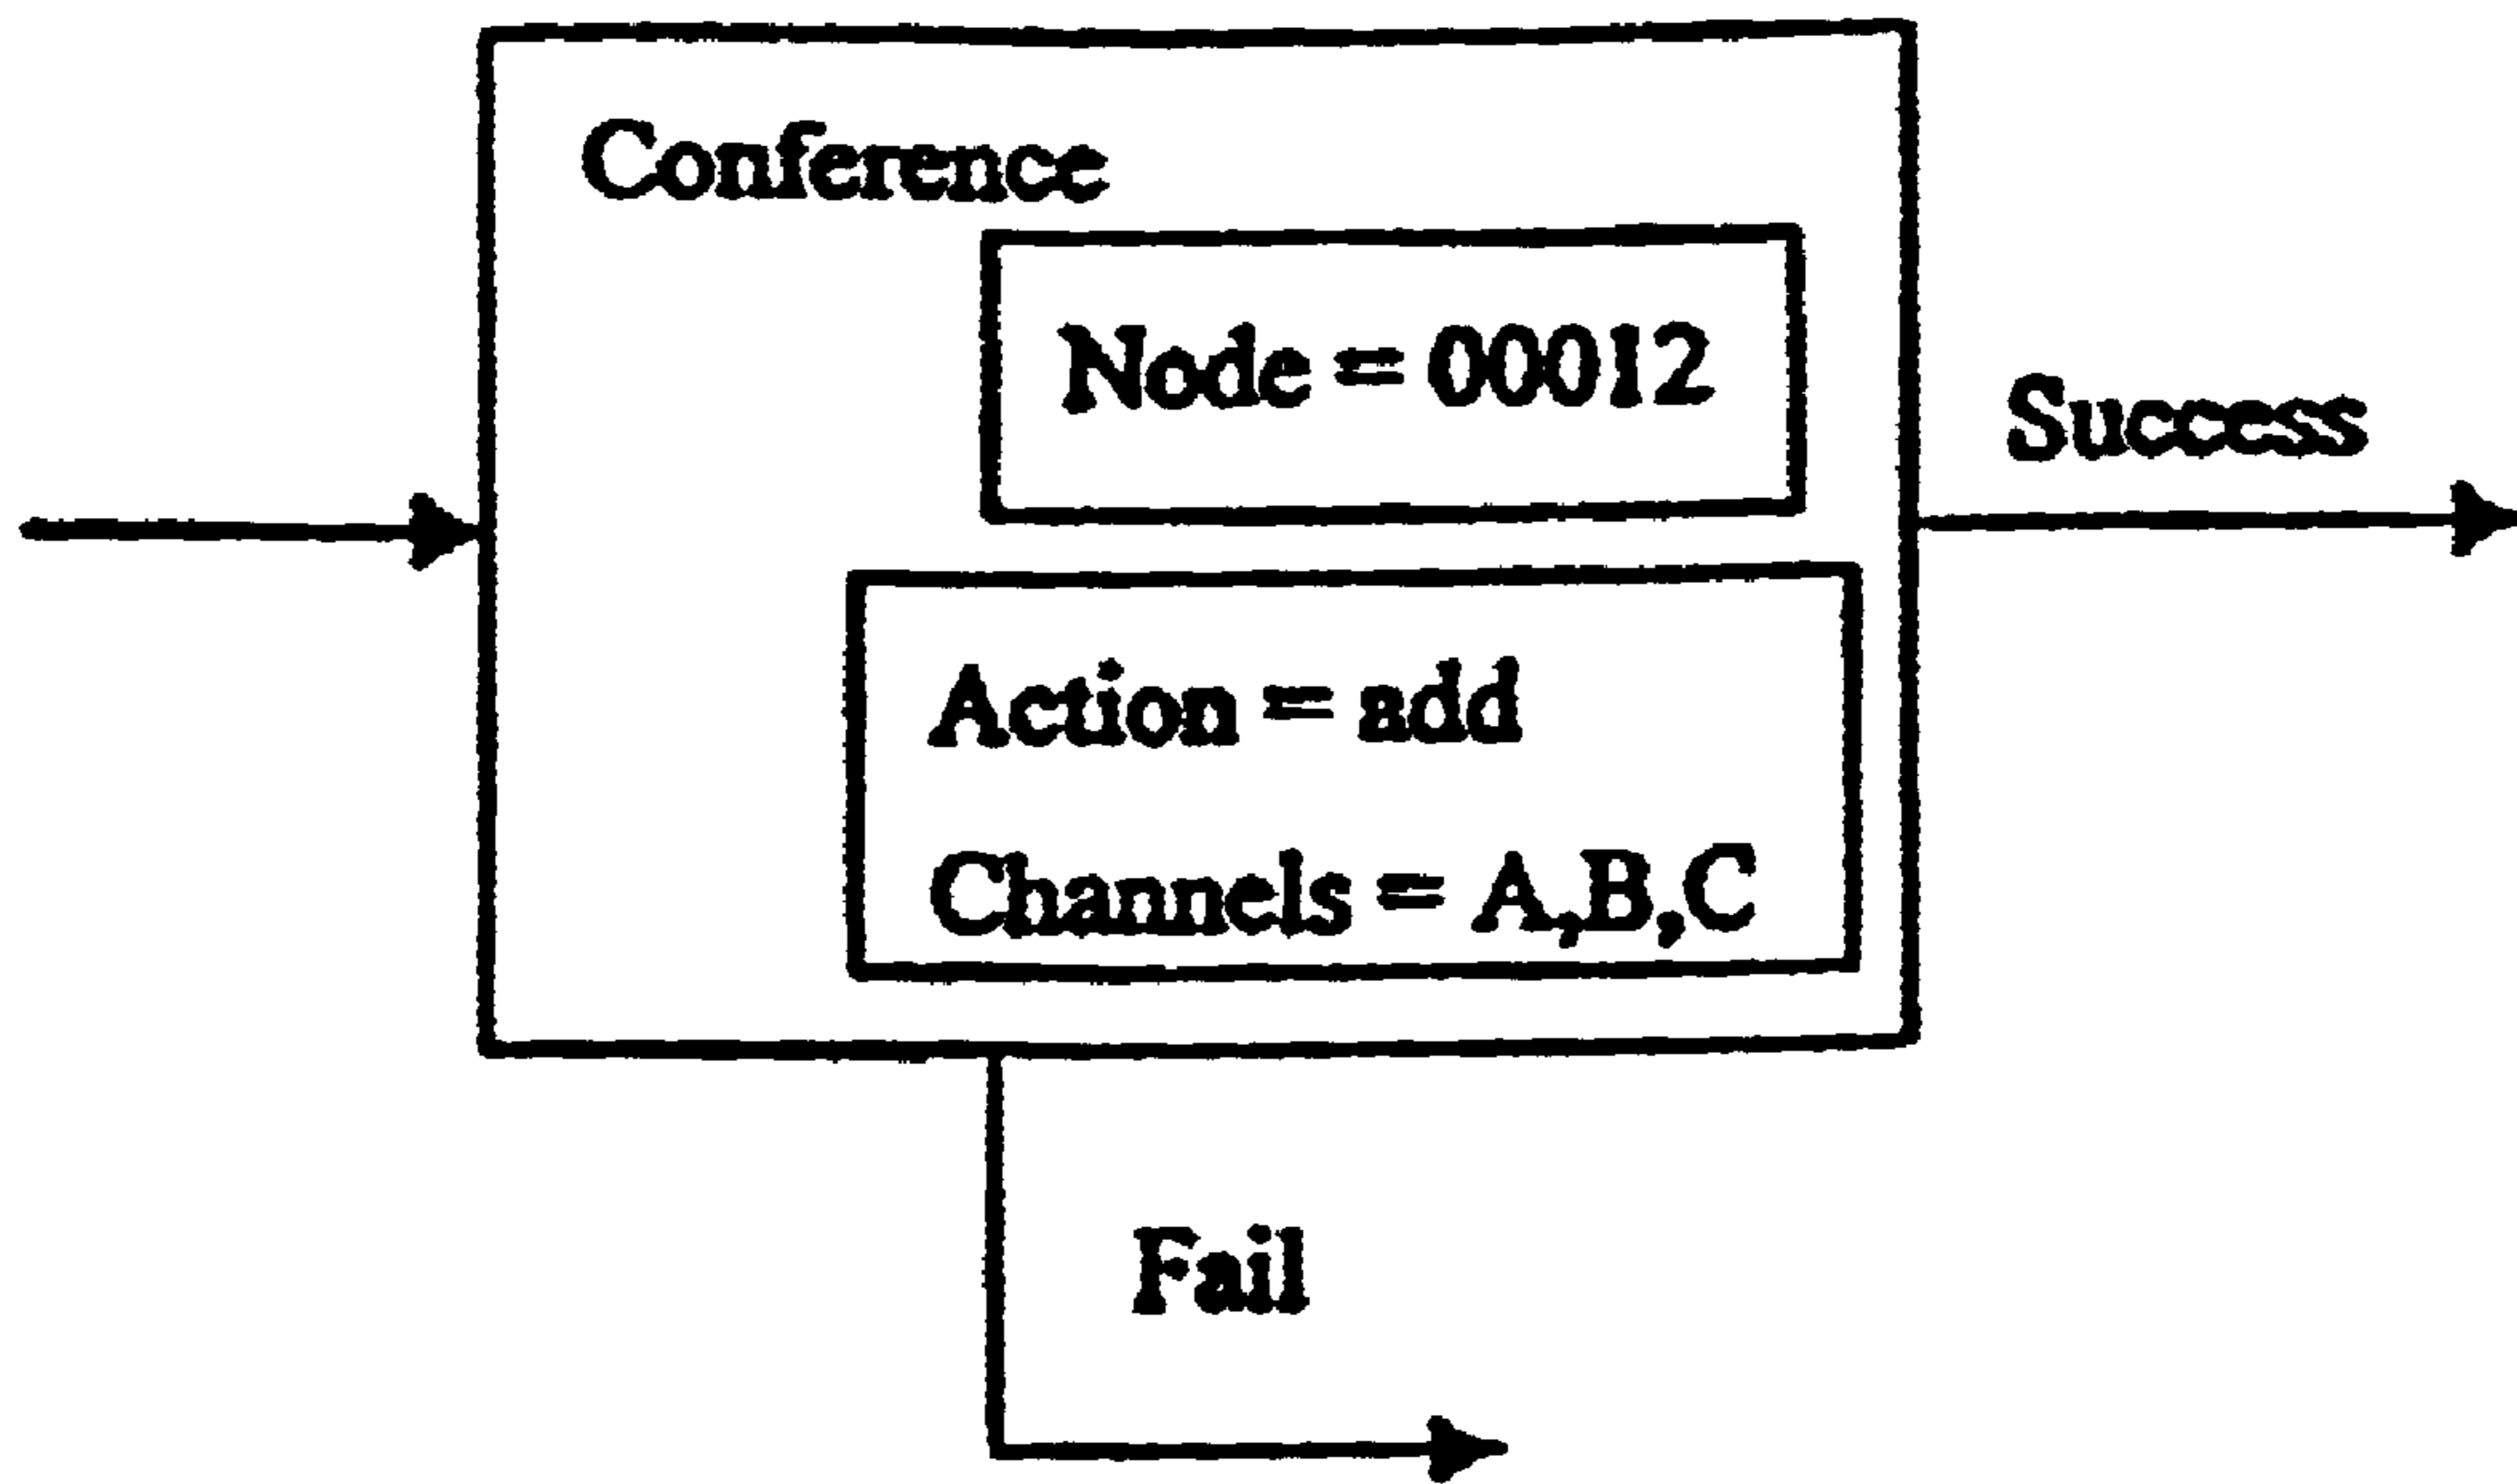 Conference
Node = 00012
Success
Action = add
Channels = A,B,C
Fail